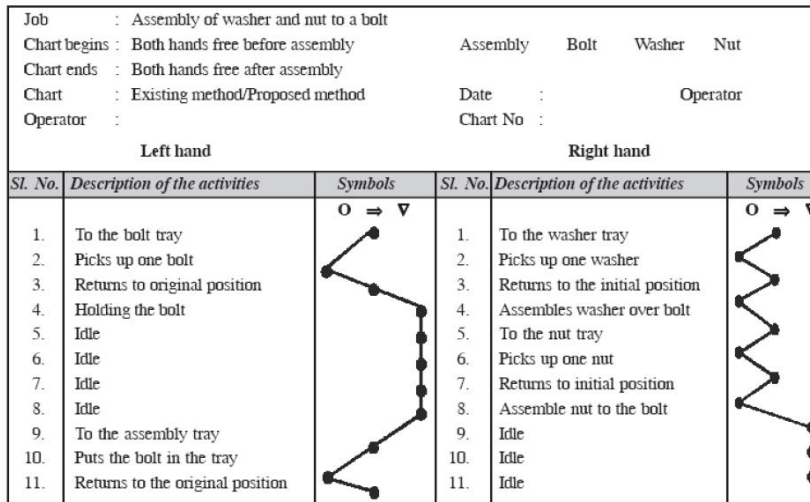 Job : Assembly of washer and nut to a bolt
Chart begins : Both hands free before assembly Assembly Bolt Washer Nut
Chart ends : Both hands free after assembly
Chart : Existing method/Proposed method Date : Operator
Operator : Chart No :
Left hand Right hand
Sl. No. Description of the activities Symbols Sl. No. Description of the activities Symbols
O ⇒ ∇ O ⇒ ∇
1. To the bolt tray 1. To the washer tray
2. Picks up one bolt 2. Picks up one washer
3. Returns to original position 3. Returns to the initial position
4. Holding the bolt 4. Assembles washer over bolt
5. Idle 5. To the nut tray
6. Idle 6. Picks up one nut
7. Idle 7. Returns to initial position
8. Idle 8. Assemble nut to the bolt
9. To the assembly tray 9. Idle
10. Puts the bolt in the tray 10. Idle
11. Returns to the original position 11. Idle